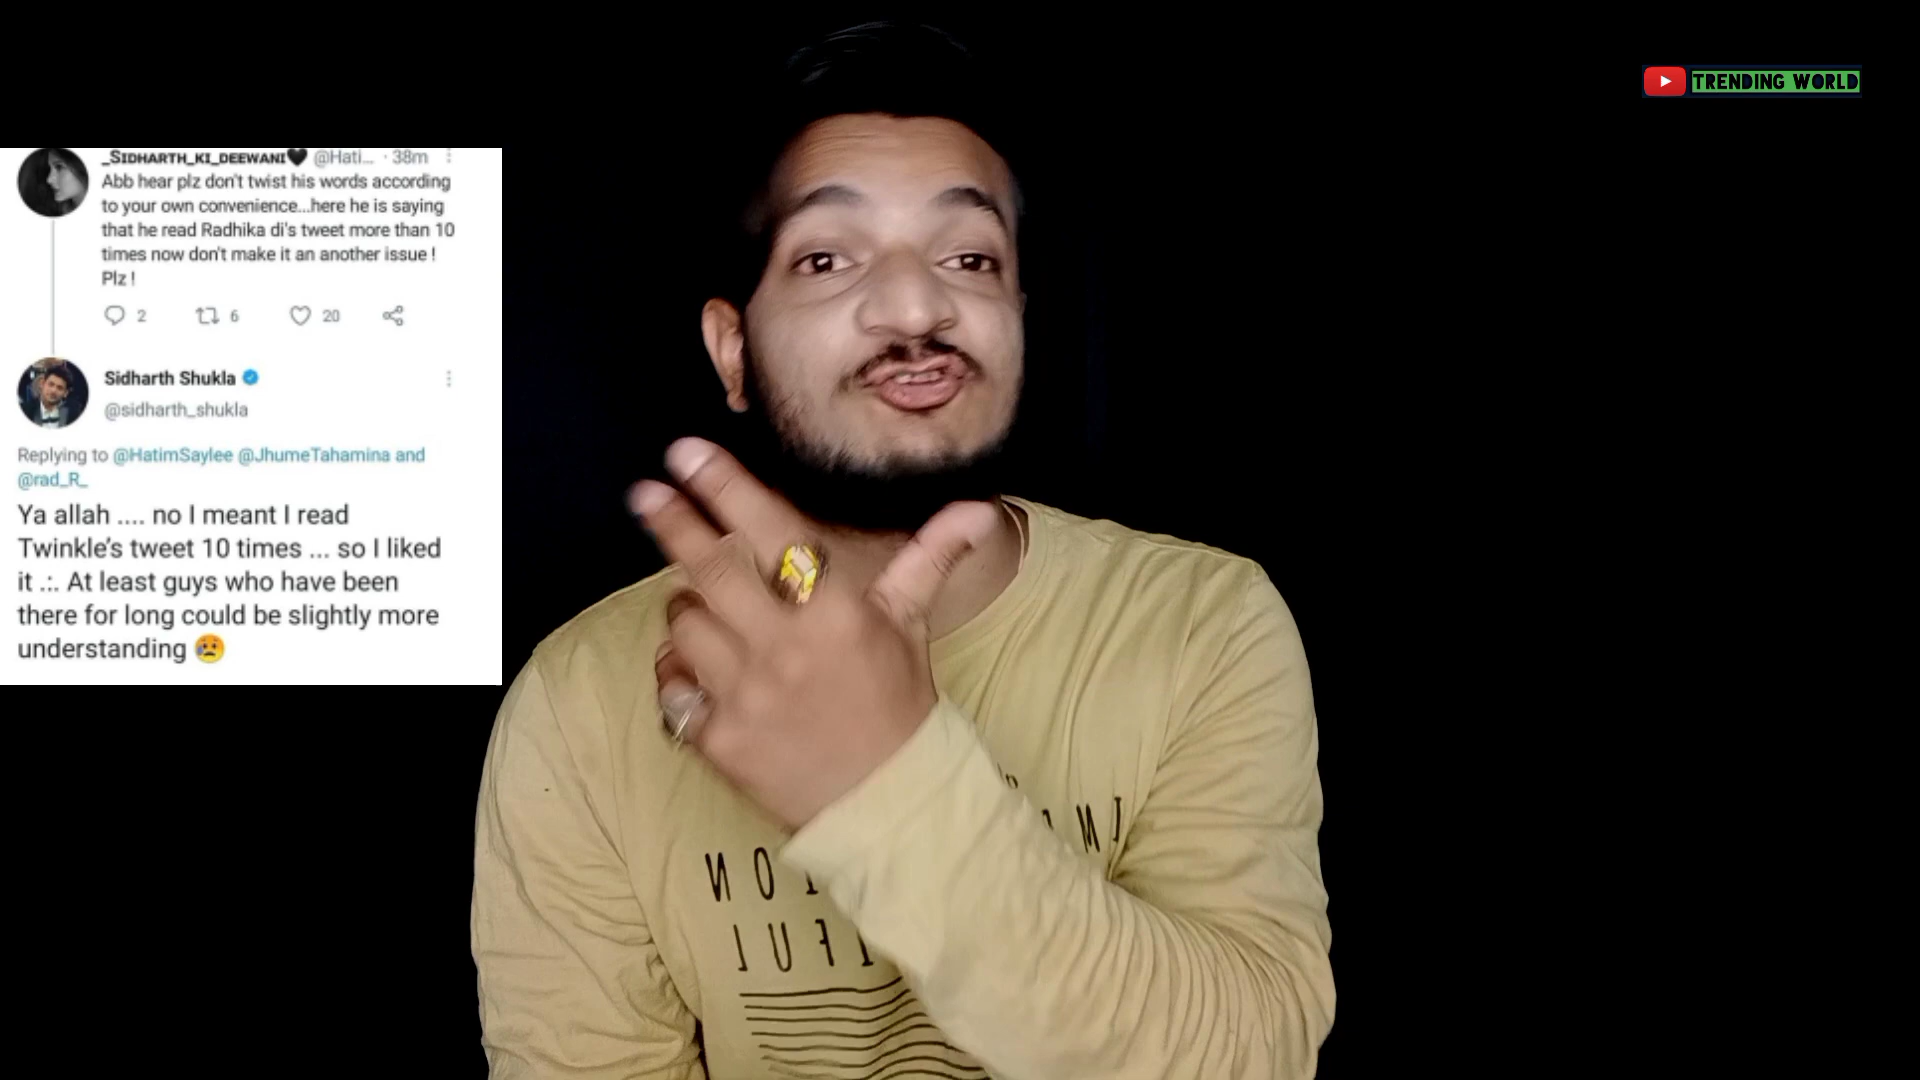 _SIDHARTH_KI_DEEWANI🖤 @Hati... · 38m
Abb hear plz don't twist his words according
to your own convenience...here he is saying
that he read Radhika di's tweet more than 10
times now don't make it an another issue !
Plz !
2 6 20
Sidharth Shukla
@sidharth_shukla
Replying to @HatimSaylee @JhumeTahamina and
@rad_R_
Ya allah .... no I meant I read
Twinkle's tweet 10 times ... so I liked
it .:. At least guys who have been
there for long could be slightly more
understanding 😢
TRENDING WORLD